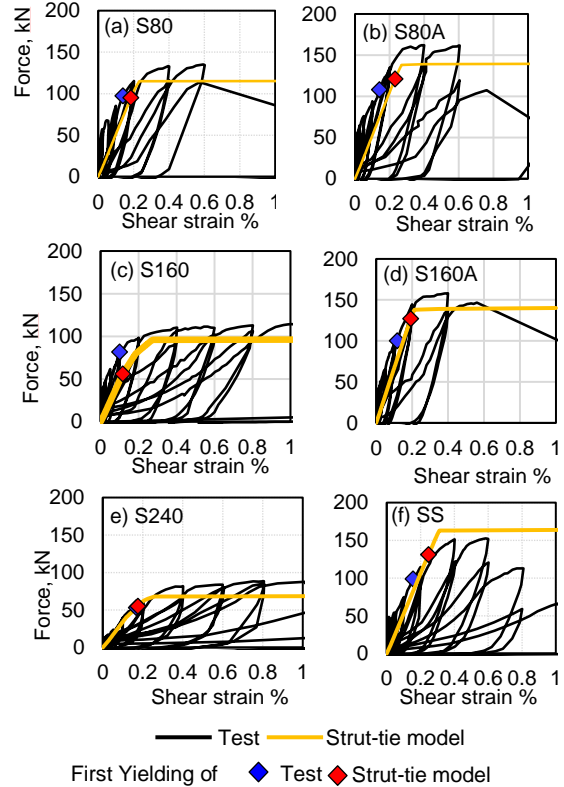 (a) S80
(b) S80A
Force, kN
200
150
100
50
0
0 0.2 0.4 0.6 0.8 1
Shear strain %
200
150
100
50
0
0 0.2 0.4 0.6 0.8 1
Shear strain %
(c) S160
(d) S160A
Force, kN
200
150
100
50
0
0 0.2 0.4 0.6 0.8 1
Shear strain %
200
150
100
50
0
0 0.2 0.4 0.6 0.8 1
Shear strain %
e) S240
(f) SS
Force, kN
200
150
100
50
0
0 0.2 0.4 0.6 0.8 1
Shear strain %
200
150
100
50
0
0 0.2 0.4 0.6 0.8 1
Shear strain %
Test Strut-tie model
First Yielding of Test Strut-tie model